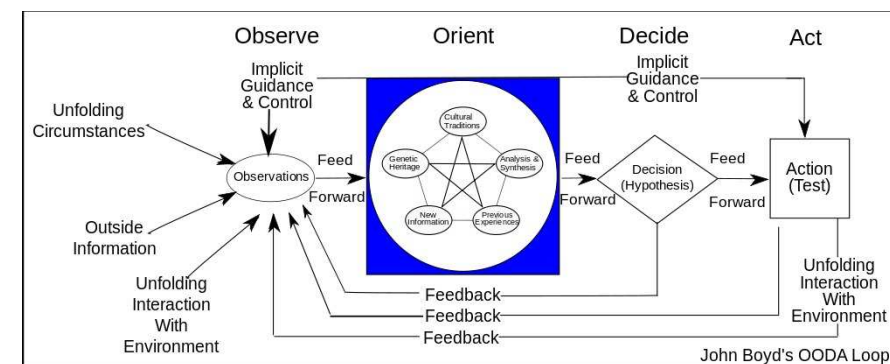 Observe
Orient
Decide
Act
Implicit
Guidance
& Control
Implicit
Guidance
& Control
Unfolding
Circumstances
Observations
Feed
Forward
Cultural
Traditions
Genetic
Heritage
Analysis &
Synthesis
New
Information
Previous
Experiences
Feed
Forward
Decision
(Hypothesis)
Feed
Forward
Action
(Test)
Outside
Information
Unfolding
Interaction
With
Environment
Feedback
Feedback
Feedback
Unfolding
Interaction
With
Environment
John Boyd's OODA Loop